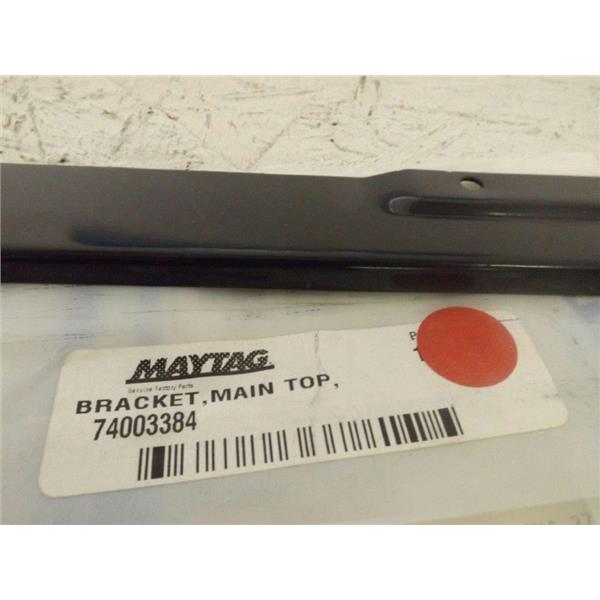 MAYTAG
Genuine Factory Parts
BRACKET,MAIN TOP,
74003384